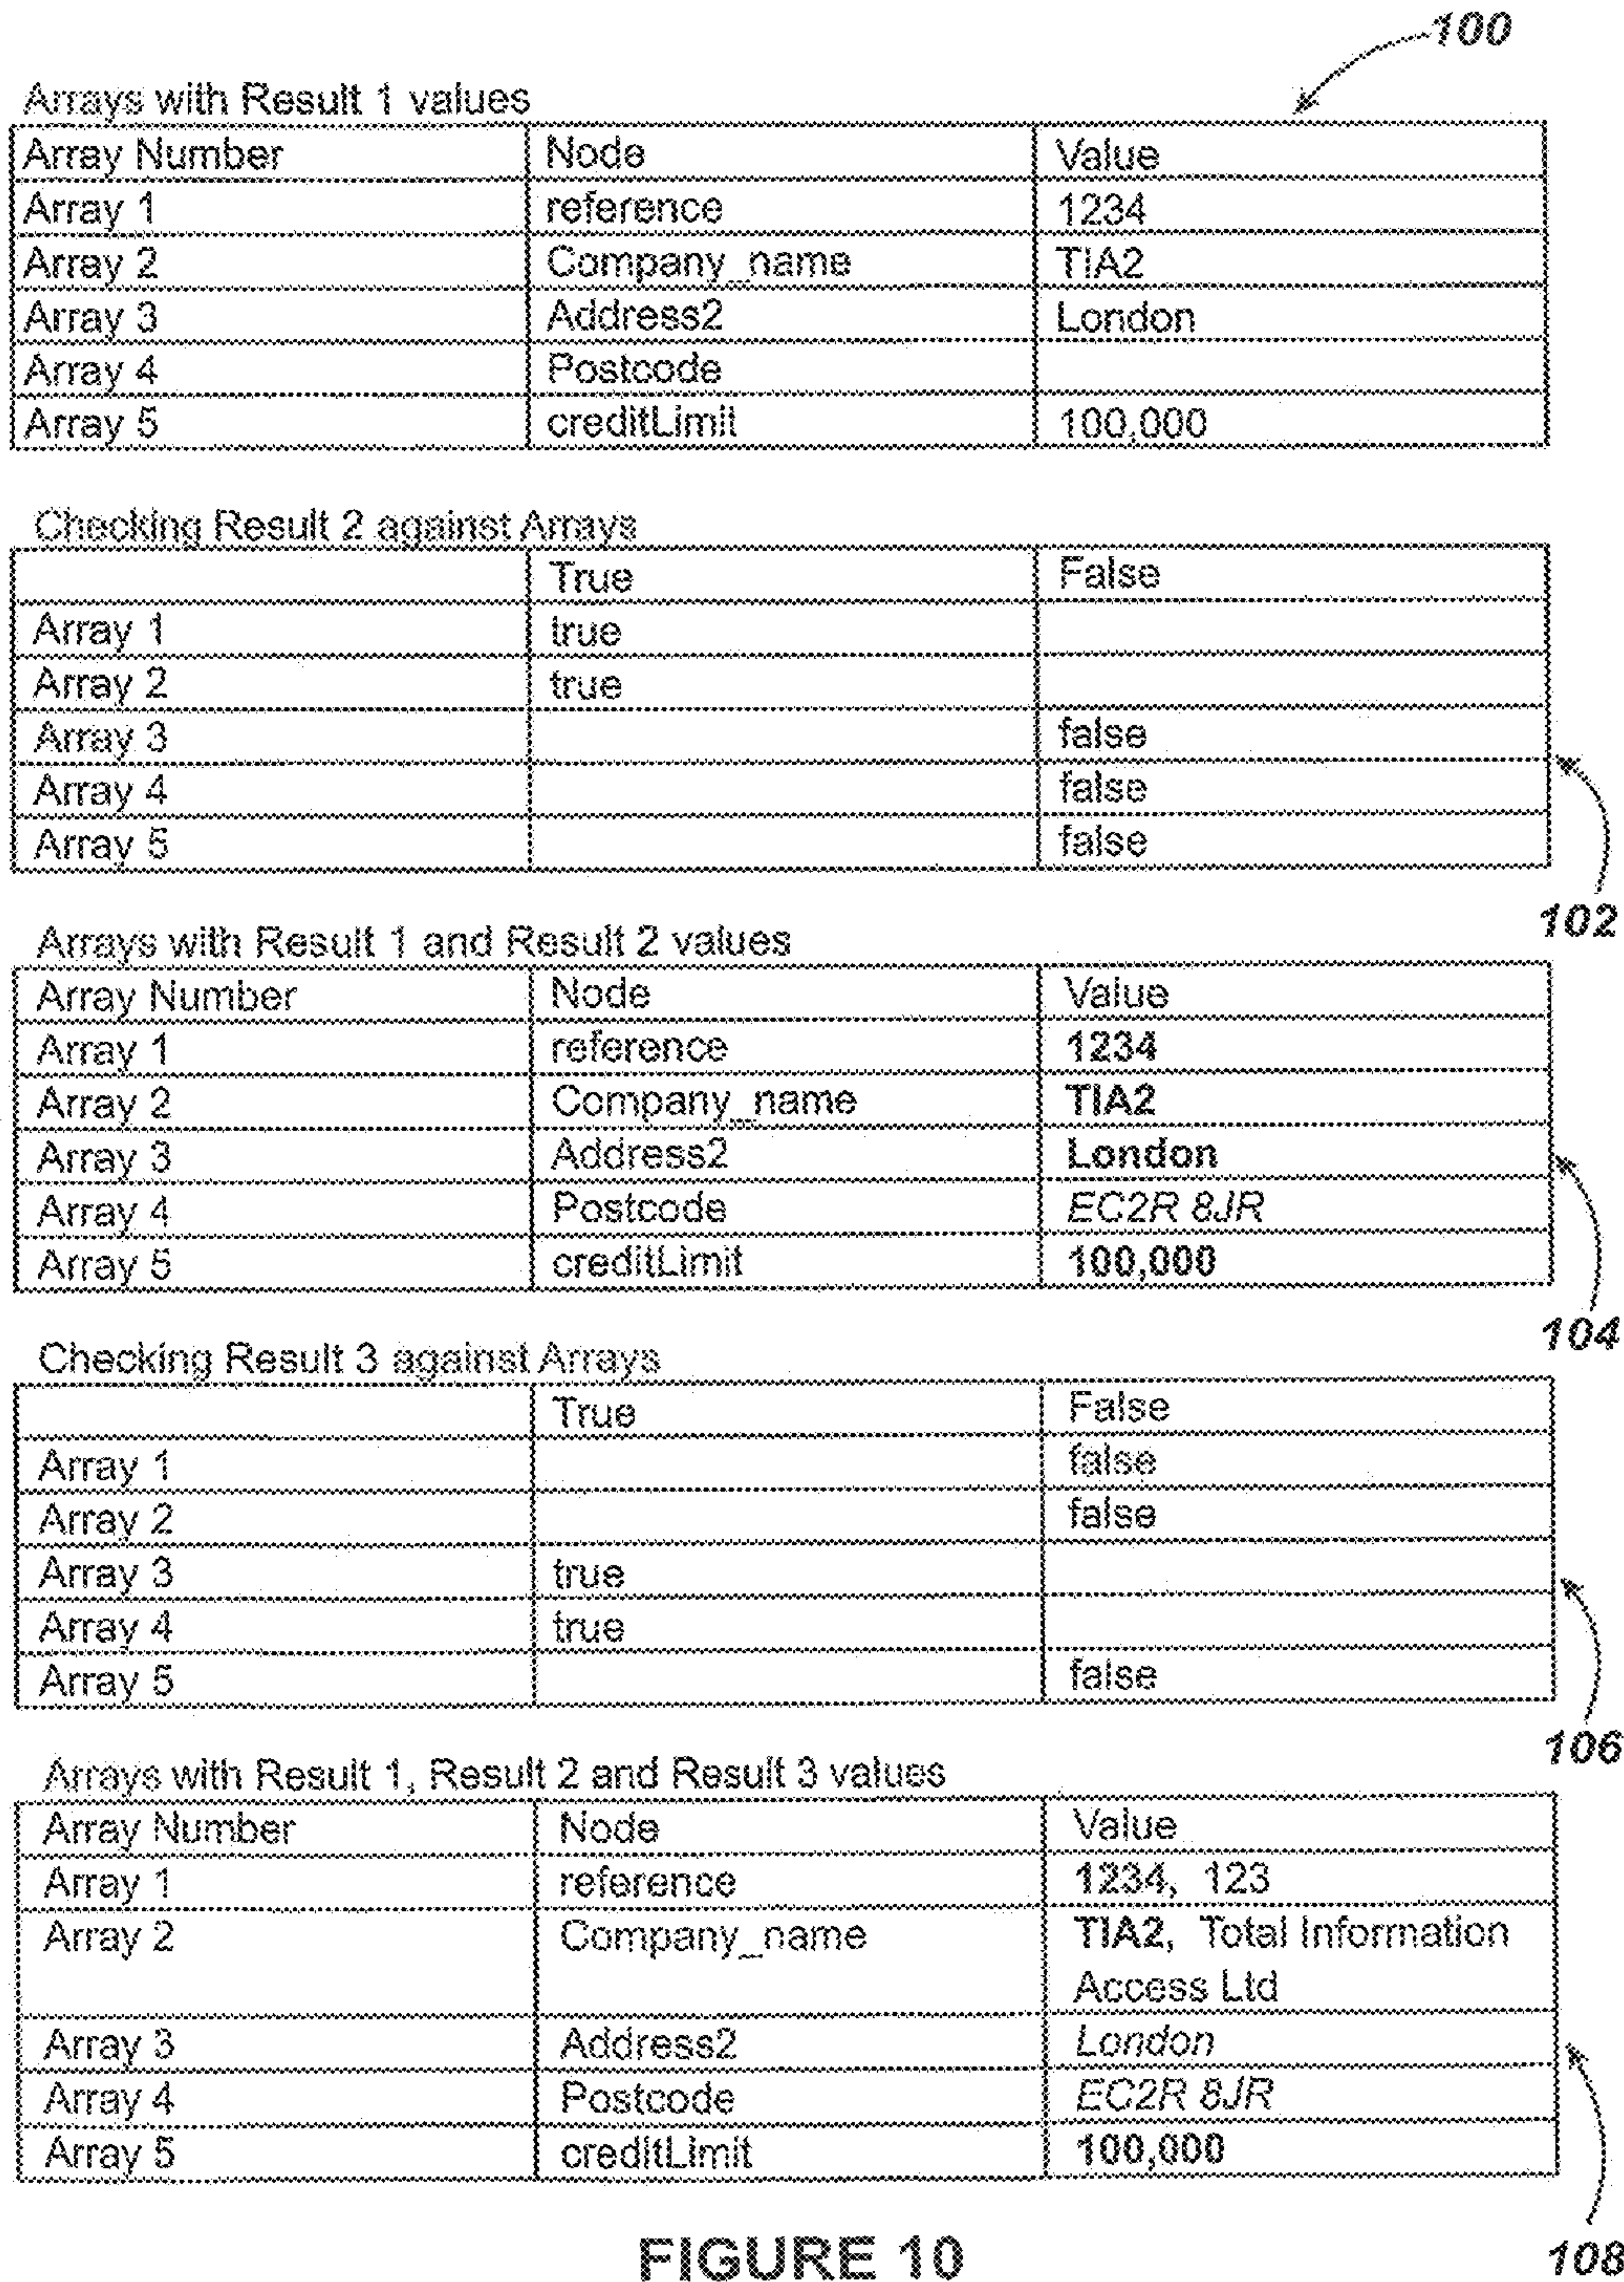 100
Arrays with Result 1 values
Array Number Node Value
Array 1 reference 1234
Array 2 Company_name TIA2
Array 3 Address2 London
Array 4 Postcode
Array 5 creditLimit 100,000
Checking Result 2 against Arrays
True False
Array 1 true
Array 2 true
Array 3 false
Array 4 false
Array 5 false
102
Arrays with Result 1 and Result 2 values
Array Number Node Value
Array 1 reference 1234
Array 2 Company_name TIA2
Array 3 Address2 London
Array 4 Postcode EC2R 8JR
Array 5 creditLimit 100,000
104
Checking Result 3 against Arrays
True False
Array 1 false
Array 2 false
Array 3 true
Array 4 true
Array 5 false
106
Arrays with Result 1, Result 2 and Result 3 values
Array Number Node Value
Array 1 reference 1234, 123
Array 2 Company_name TIA2, Total Information
Access Ltd
Array 3 Address2 London
Array 4 Postcode EC2R 8JR
Array 5 creditLimit 100,000
108
FIGURE 10